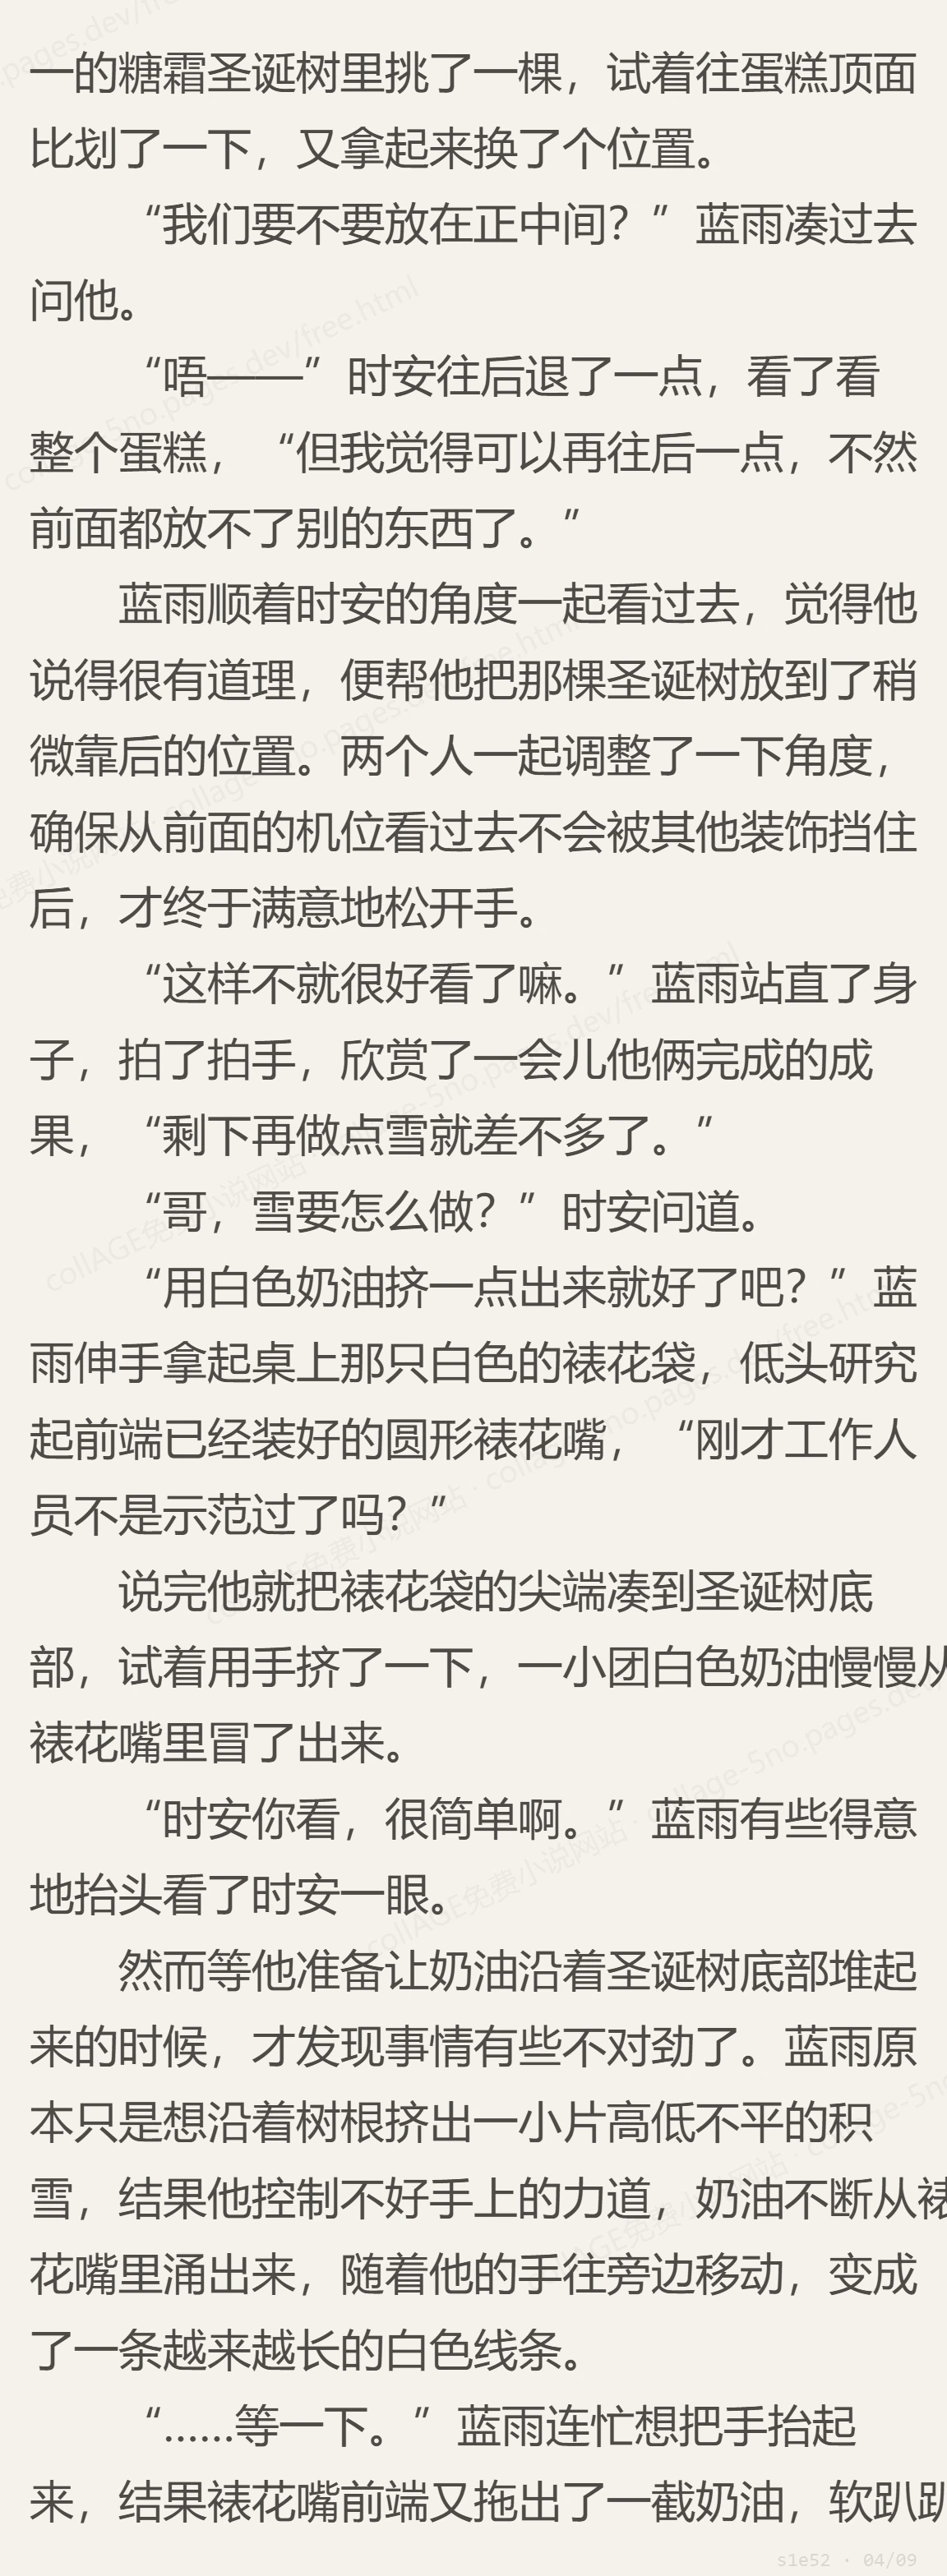 一的糖霜圣诞树里挑了一棵，试着往蛋糕顶面
比划了一下，又拿起来换了个位置。
“我们要不要放在正中间？”蓝雨凑过去
问他。
“唔——”时安往后退了一点，看了看
整个蛋糕，“但我觉得可以再往后一点，不然
前面都放不了别的东西了。”
蓝雨顺着时安的角度一起看过去，觉得他
说得很有道理，便帮他把那棵圣诞树放到了稍
微靠后的位置。两个人一起调整了一下角度，
确保从前面的机位看过去不会被其他装饰挡住
后，才终于满意地松开手。
“这样不就很好看了嘛。”蓝雨站直了身
子，拍了拍手，欣赏了一会儿他俩完成的成
果，“剩下再做点雪就差不多了。”
“哥，雪要怎么做？”时安问道。
“用白色奶油挤一点出来就好了吧？”蓝
雨伸手拿起桌上那只白色的裱花袋，低头研究
起前端已经装好的圆形裱花嘴，“刚才工作人
员不是示范过了吗？”
说完他就把裱花袋的尖端凑到圣诞树底
部，试着用手挤了一下，一小团白色奶油慢慢从
裱花嘴里冒了出来。
“时安你看，很简单啊。”蓝雨有些得意
地抬头看了时安一眼。
然而等他准备让奶油沿着圣诞树底部堆起
来的时候，才发现事情有些不对劲了。蓝雨原
本只是想沿着树根挤出一小片高低不平的积
雪，结果他控制不好手上的力道，奶油不断从裱
花嘴里涌出来，随着他的手往旁边移动，变成
了一条越来越长的白色线条。
“……等一下。”蓝雨连忙想把手抬起
来，结果裱花嘴前端又拖出了一截奶油，软趴趴
s1e52 · 04/09
collAGE免费小说网站 · collage-5no.pages.dev/free.html